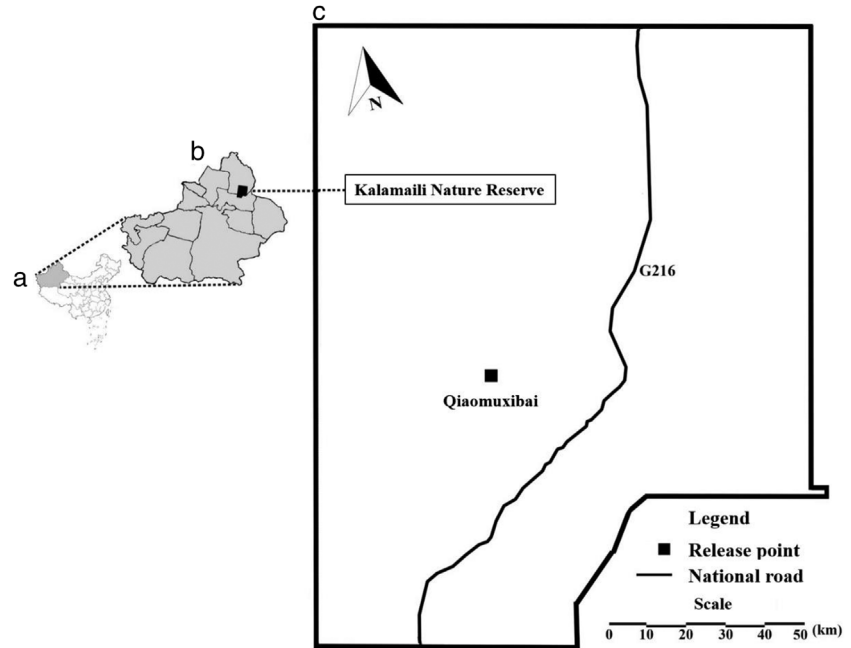 c
N
b
Kalamaili Nature Reserve
a
G216
Qiaomuxibai
Legend
Release point
National road
Scale
0 10 20 30 40 50 (km)